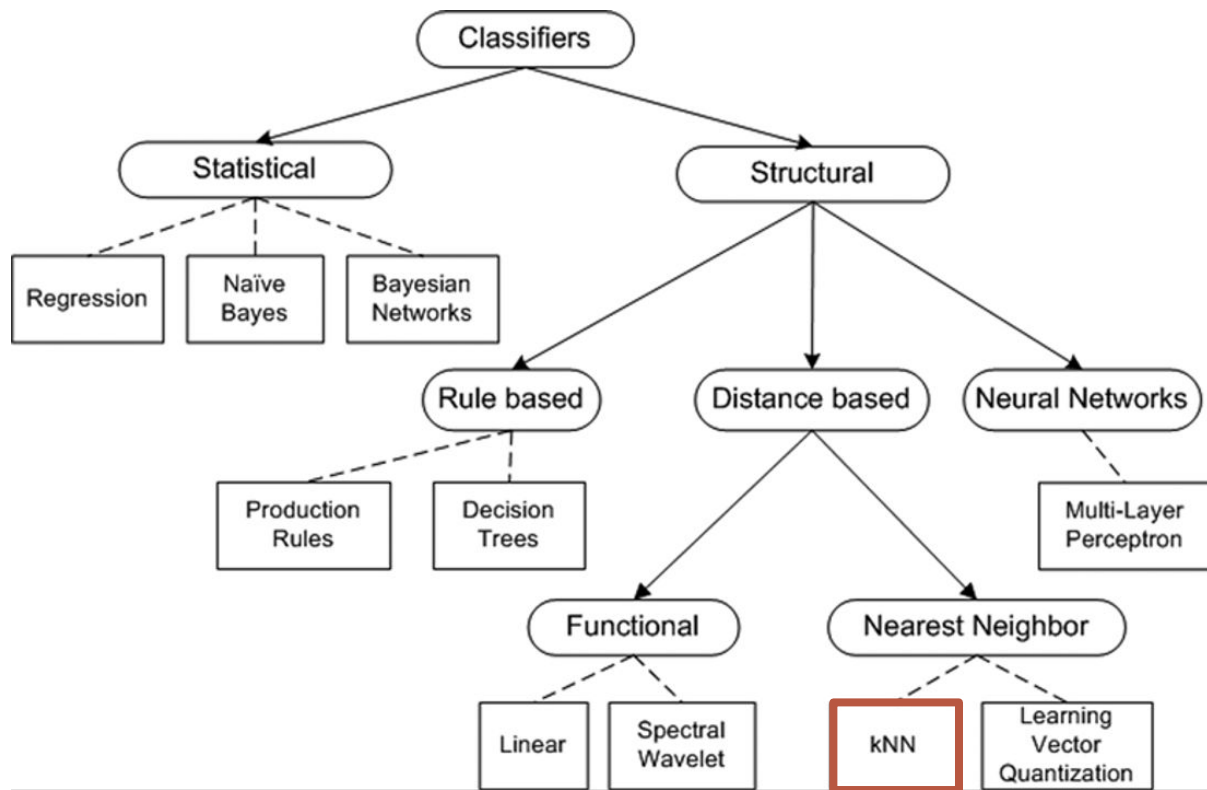 Classifiers
Statistical
Structural
Regression
Naïve
Bayes
Bayesian
Networks
Rule based
Distance based
Neural Networks
Production
Rules
Decision
Trees
Multi-Layer
Perceptron
Functional
Nearest Neighbor
Linear
Spectral
Wavelet
kNN
Learning
Vector
Quantization